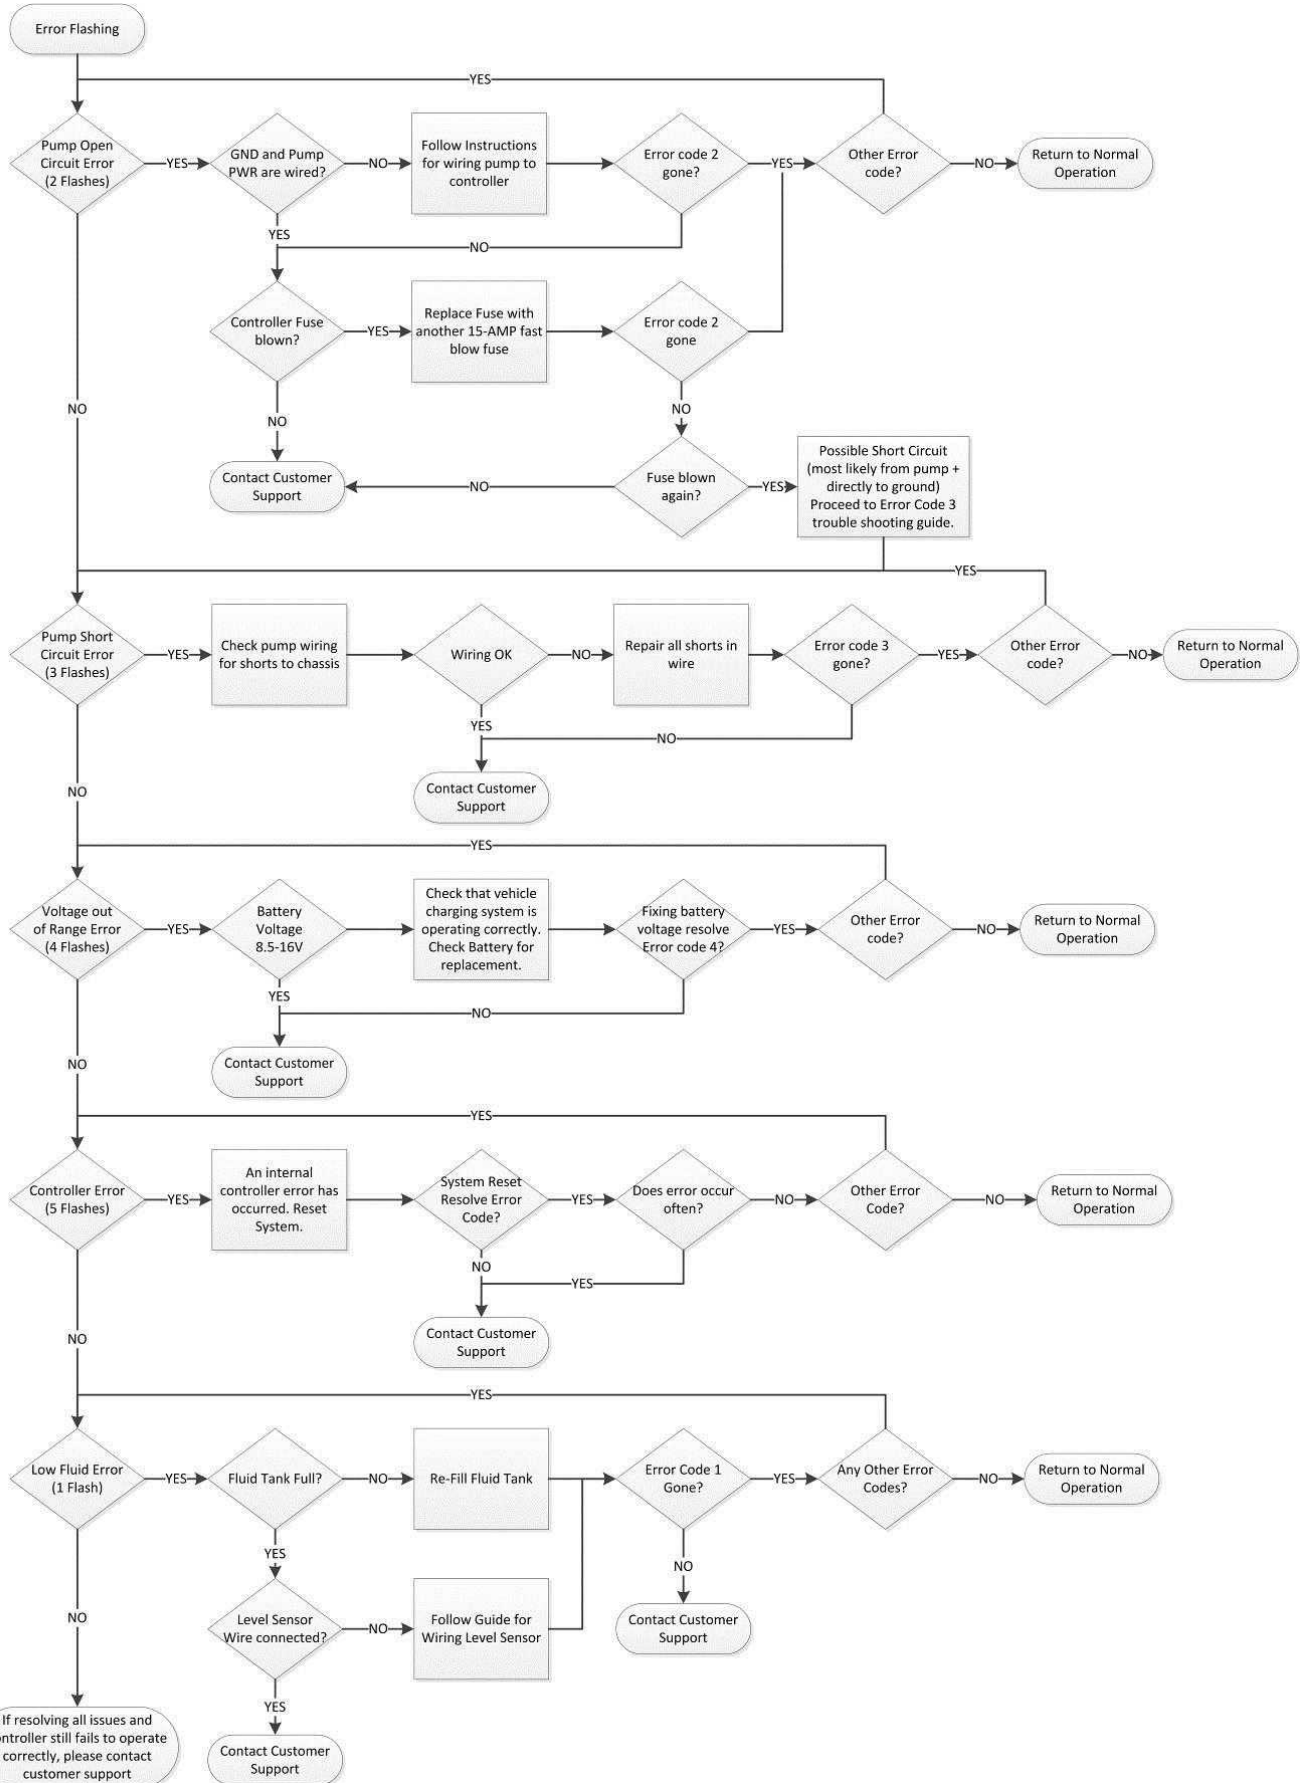 Error Flashing
YES
Pump Open
Circuit Error
(2 Flashes)
YES
GND and Pump
PWR are wired?
NO
Follow Instructions
for wiring pump to
controller
Error code 2
gone?
YES
Other Error
code?
NO
Return to Normal
Operation
YES
NO
Controller Fuse
blown?
YES
Replace Fuse with
another 15-AMP fast
blow fuse
Error code 2
gone
NO
NO
NO
Contact Customer
Support
NO
Fuse blown
again?
YES
Possible Short Circuit
(most likely from pump +
directly to ground)
Proceed to Error Code 3
trouble shooting guide.
YES
Pump Short
Circuit Error
(3 Flashes)
YES
Check pump wiring
for shorts to chassis
Wiring OK
NO
Repair all shorts in
wire
Error code 3
gone?
YES
Other Error
code?
NO
Return to Normal
Operation
YES
NO
Contact Customer
Support
NO
YES
Voltage out
of Range Error
(4 Flashes)
YES
Battery
Voltage
8.5-16V
Check that vehicle
charging system is
operating correctly.
Check Battery for
replacement.
Fixing battery
voltage resolve
Error code 4?
YES
Other Error
code?
NO
Return to Normal
Operation
YES
NO
Contact Customer
Support
NO
YES
Controller Error
(5 Flashes)
YES
An internal
controller error has
occurred. Reset
System.
System Reset
Resolve Error
Code?
YES
Does error occur
often?
NO
Other Error
Code?
NO
Return to Normal
Operation
NO
YES
Contact Customer
Support
NO
YES
Low Fluid Error
(1 Flash)
YES
Fluid Tank Full?
NO
Re-Fill Fluid Tank
Error Code 1
Gone?
YES
Any Other Error
Codes?
NO
Return to Normal
Operation
YES
NO
Contact Customer
Support
NO
Level Sensor
Wire connected?
NO
Follow Guide for
Wiring Level Sensor
YES
Contact Customer
Support
If resolving all issues and
ontroller still fails to operate
correctly, please contact
customer support